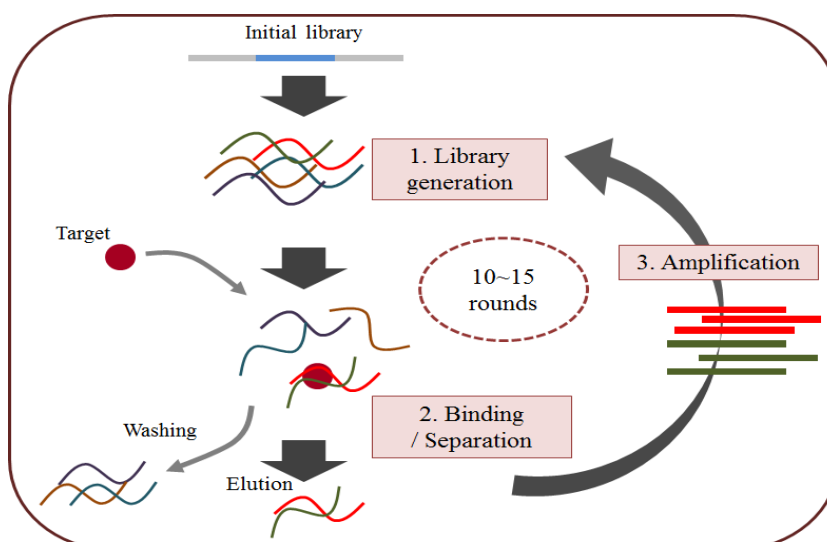 Initial library
1. Library
generation
Target
3. Amplification
10~15
rounds
2. Binding
/ Separation
Washing
Elution